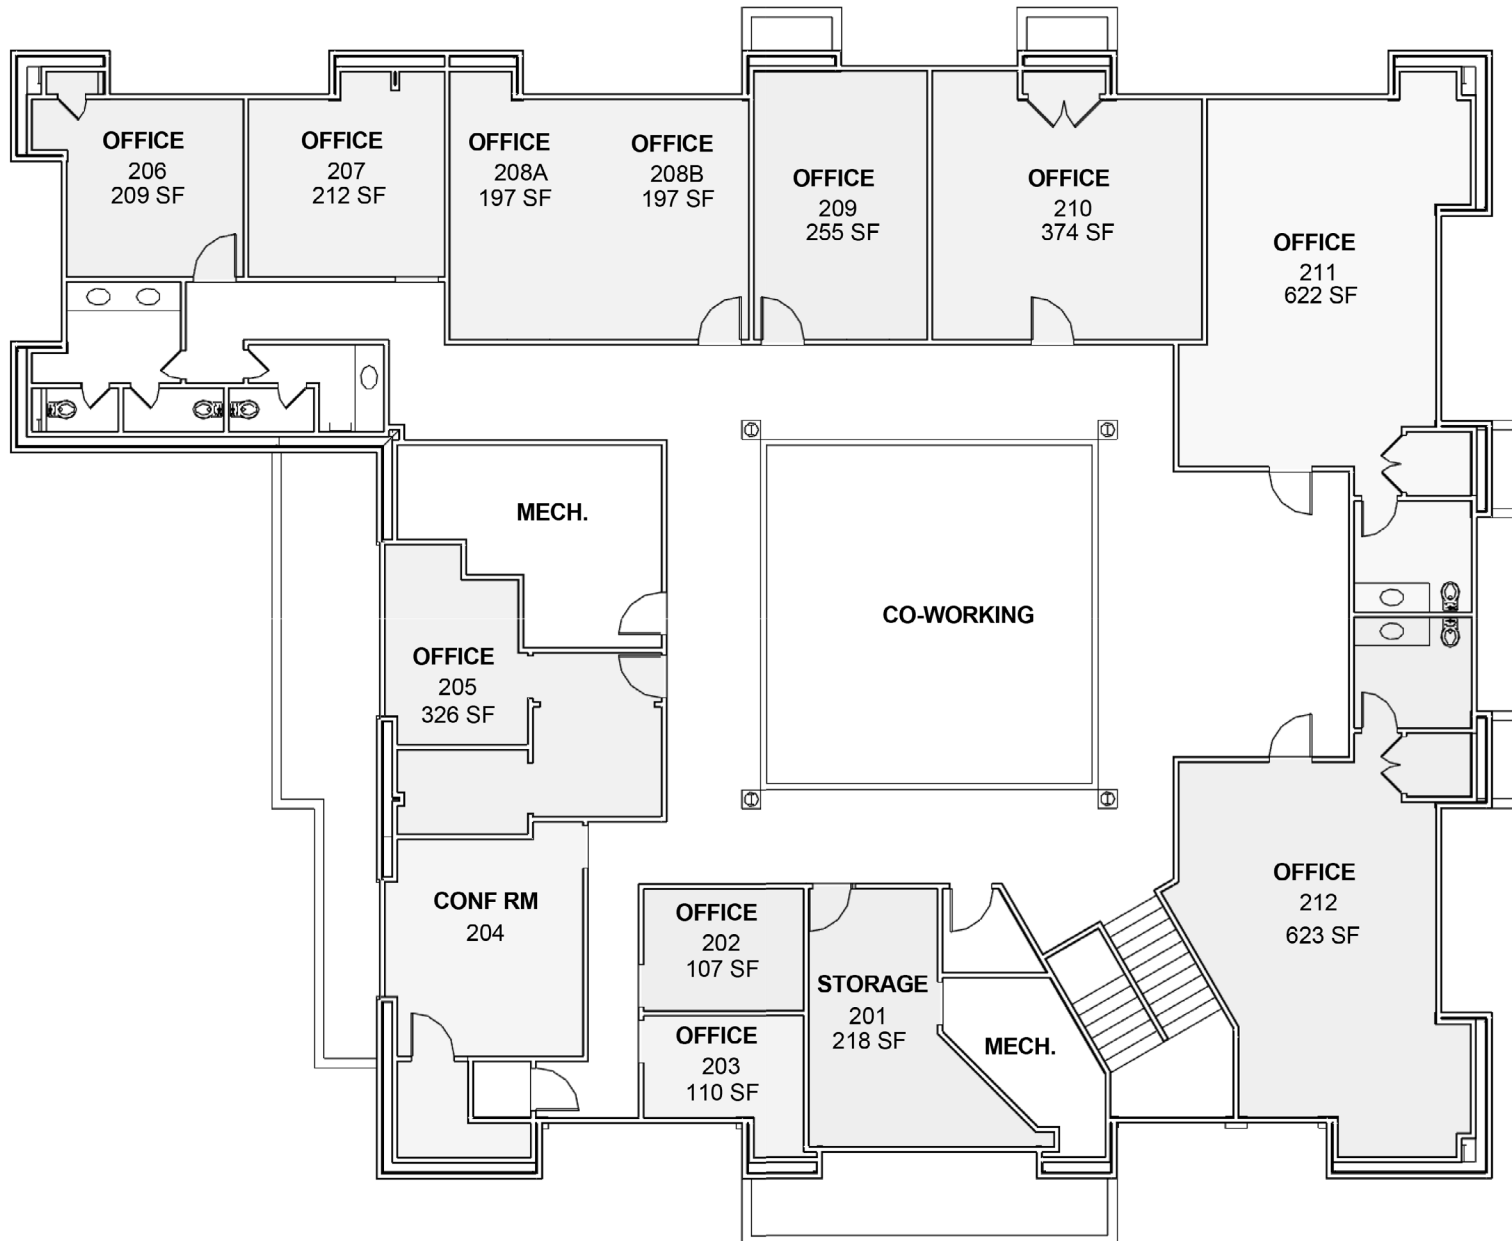 OFFICE
206
209 SF
OFFICE
207
212 SF
OFFICE
208A
197 SF
OFFICE
208B
197 SF
OFFICE
209
255 SF
OFFICE
210
374 SF
OFFICE
211
622 SF
MECH.
CO-WORKING
OFFICE
205
326 SF
CONF RM
204
OFFICE
202
107 SF
OFFICE
203
110 SF
STORAGE
201
218 SF
MECH.
OFFICE
212
623 SF